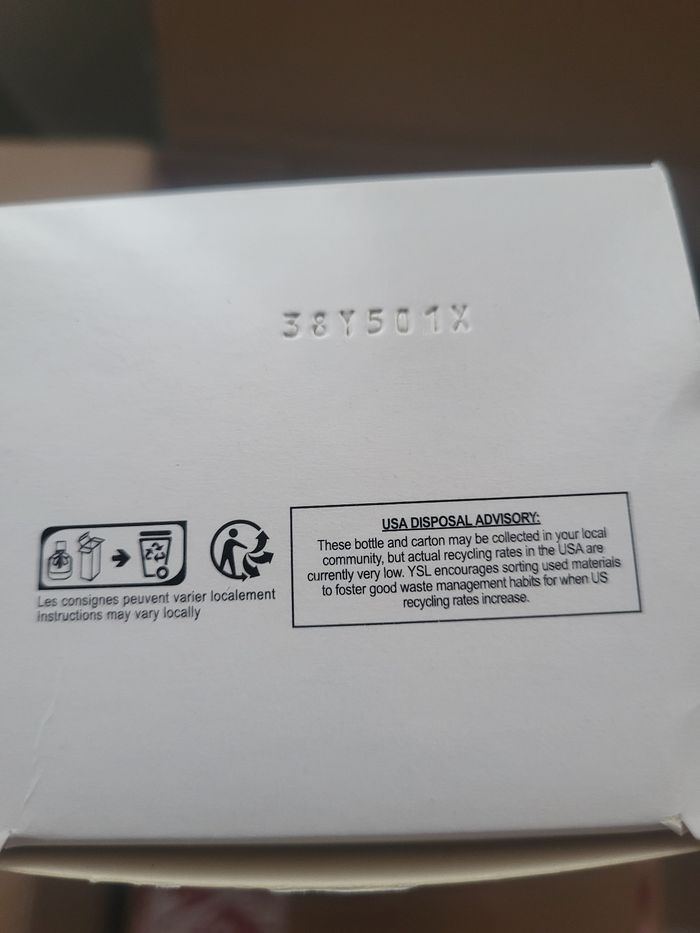 38Y501X
Les consignes peuvent varier localement
Instructions may vary locally
USA DISPOSAL ADVISORY:
These bottle and carton may be collected in your local
community, but actual recycling rates in the USA are
currently very low. YSL encourages sorting used materials
to foster good waste management habits for when US
recycling rates increase.